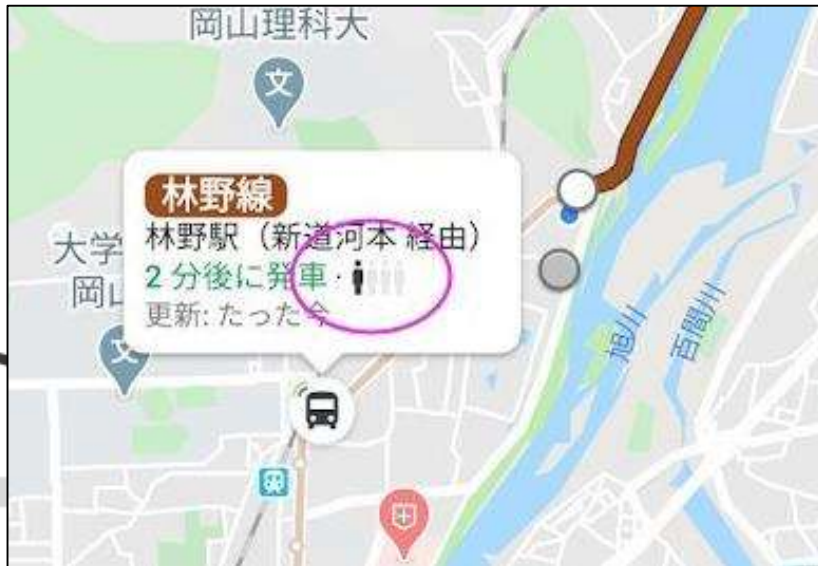 岡山理科大
林野線
林野駅（新道河本 経由）
2 分後に発車 ·
更新: たった今
大学
岡山
文
文
旭川
百間川